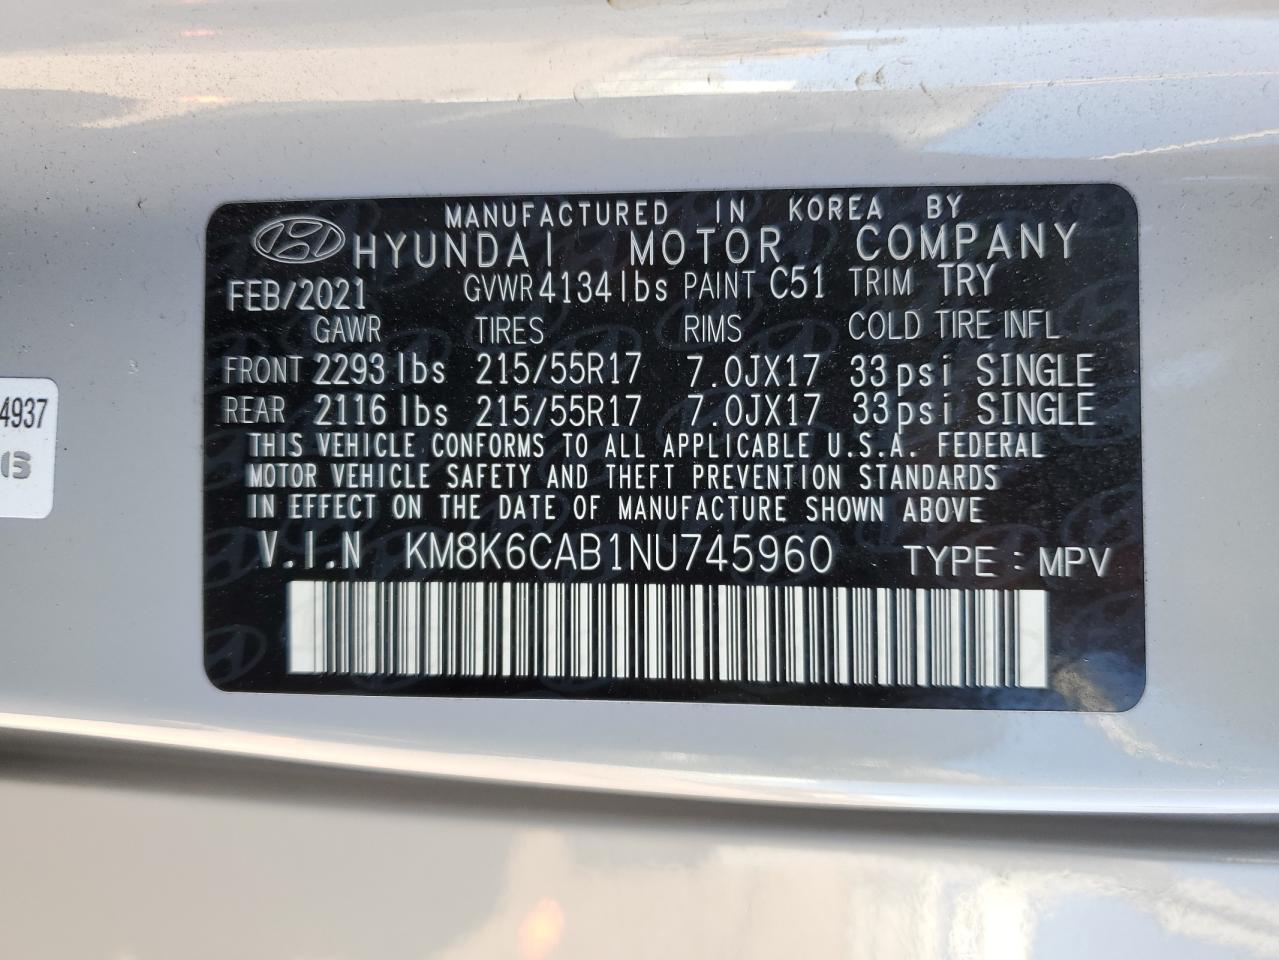 MANUFACTURED IN KOREA BY
HYUNDAI MOTOR COMPANY
FEB/2021 GVWR 4134lbs PAINT C51 TRIM TRY
GAWR TIRES RIMS COLD TIRE INFL
FRONT 2293 lbs 215/55R17 7.0JX17 33psi SINGLE
REAR 2116 lbs 215/55R17 7.0JX17 33psi SINGLE
THIS VEHICLE CONFORMS TO ALL APPLICABLE U.S.A. FEDERAL
MOTOR VEHICLE SAFETY AND THEFT PREVENTION STANDARDS
IN EFFECT ON THE DATE OF MANUFACTURE SHOWN ABOVE
V.I.N KM8K6CAB1NU745960 TYPE : MPV
4937